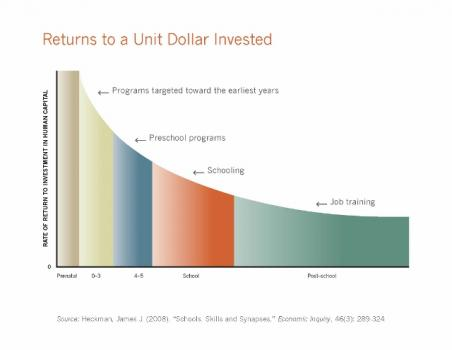 Returns to a Unit Dollar Invested
RATE OF RETURN TO INVESTMENT IN HUMAN CAPITAL
← Programs targeted toward the earliest years
← Preschool programs
← Schooling
← Job training
0
Prenatal 0-3 4-5 School Post-school
Source: Heckman, James J. (2008). “Schools, Skills and Synapses,” Economic Inquiry, 46(3): 289-324